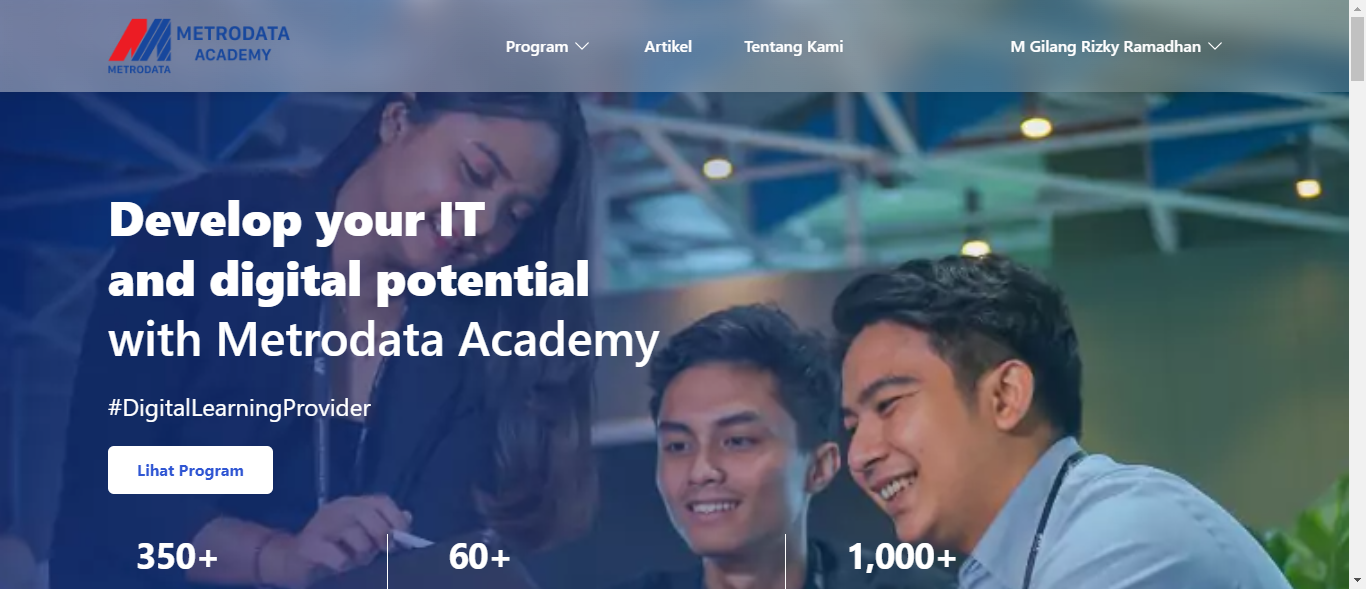 METRODATA
ACADEMY
METRODATA
Program
Artikel
Tentang Kami
M Gilang Rizky Ramadhan
Develop your IT
and digital potential
with Metrodata Academy
#DigitalLearningProvider
Lihat Program
350+
60+
1,000+